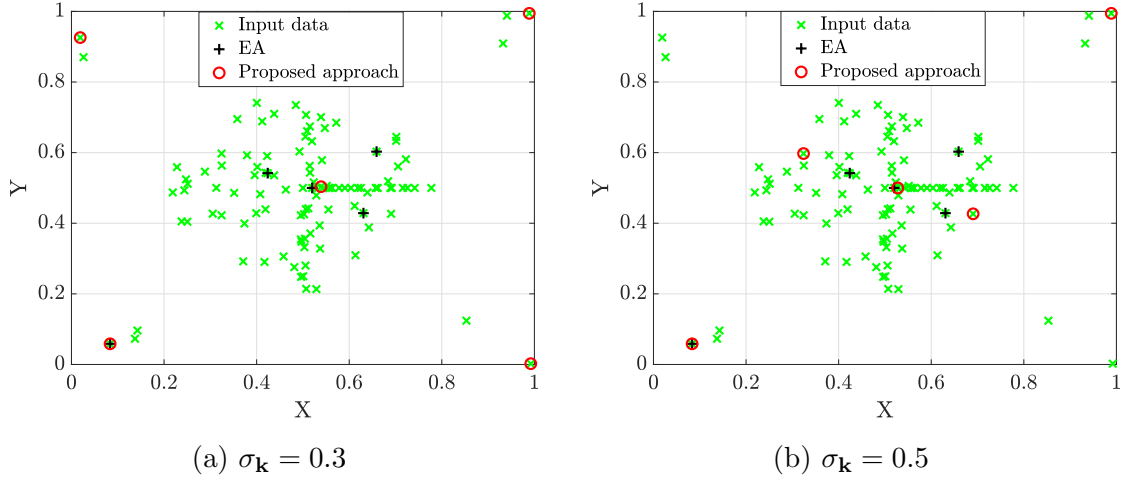 Input data
EA
Proposed approach
1
0.8
0.6
0.4
0.2
0
Y
0 0.2 0.4 0.6 0.8 1
X
(a) σk = 0.3
Input data
EA
Proposed approach
1
0.8
0.6
0.4
0.2
0
Y
0 0.2 0.4 0.6 0.8 1
X
(b) σk = 0.5